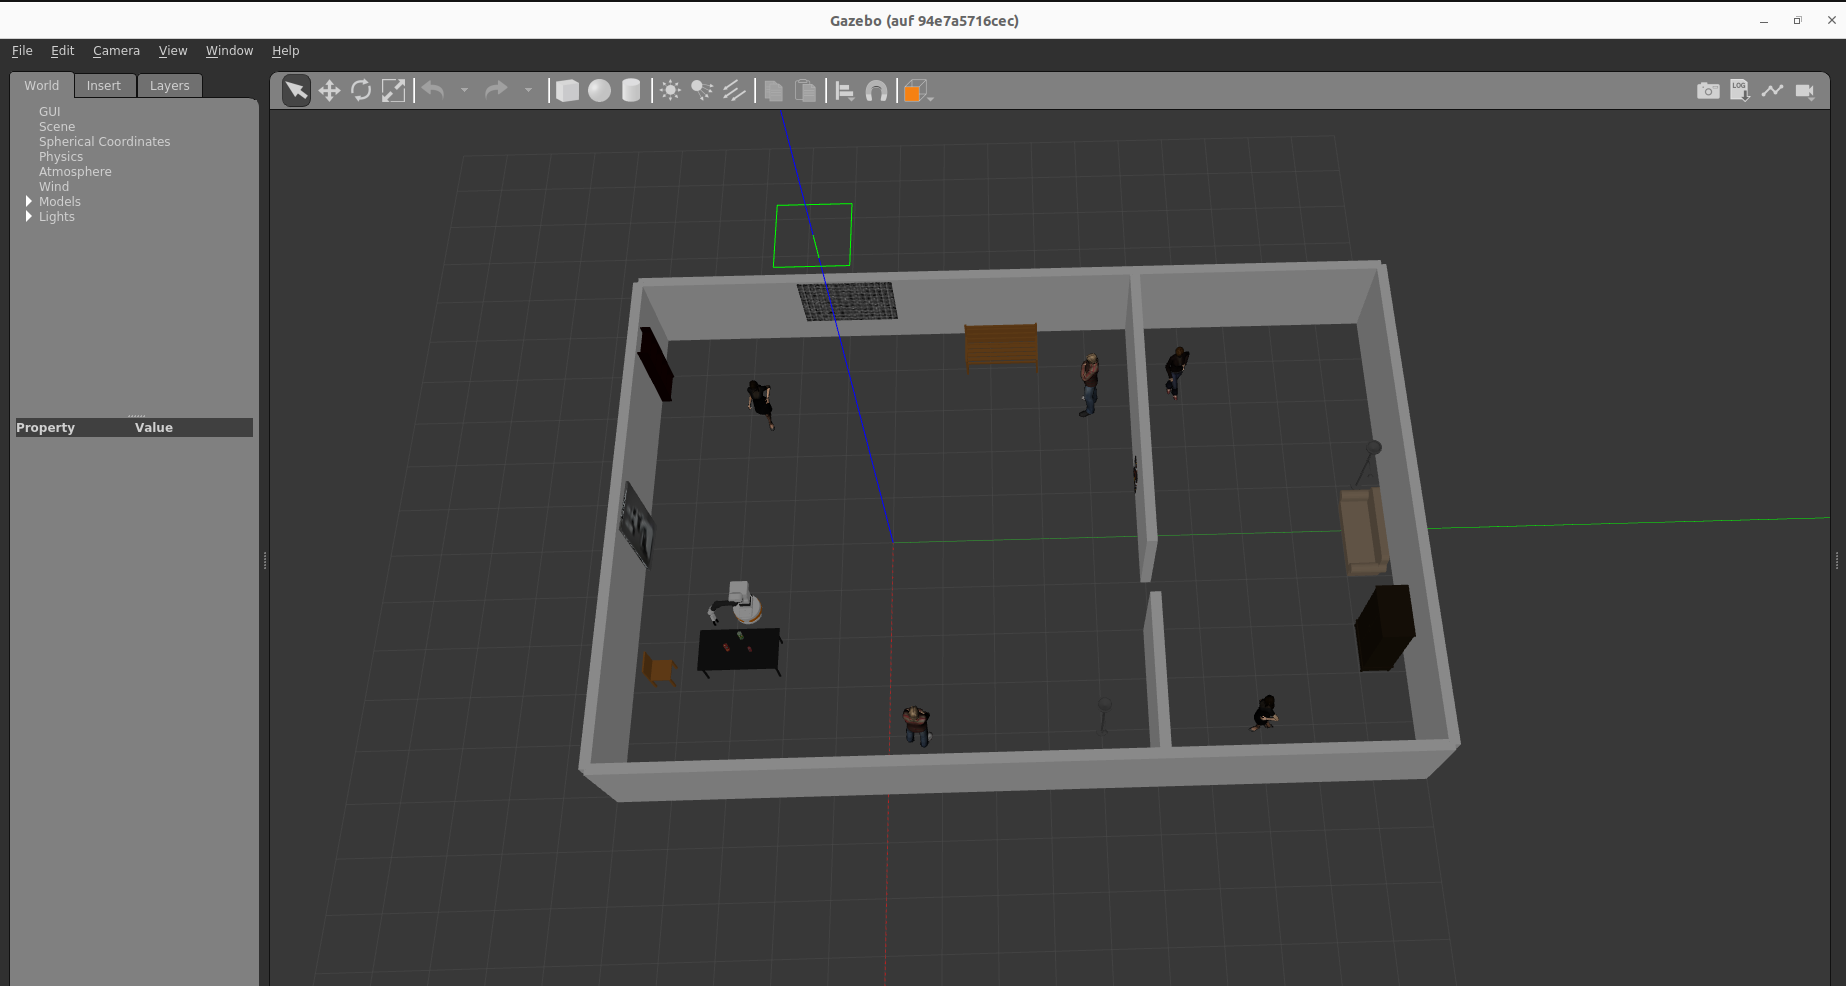 Gazebo (auf 94e7a5716cec)
File Edit Camera View Window Help
World Insert Layers
LOG
GUI
Scene
Spherical Coordinates
Physics
Atmosphere
Wind
Models
Lights
Property Value